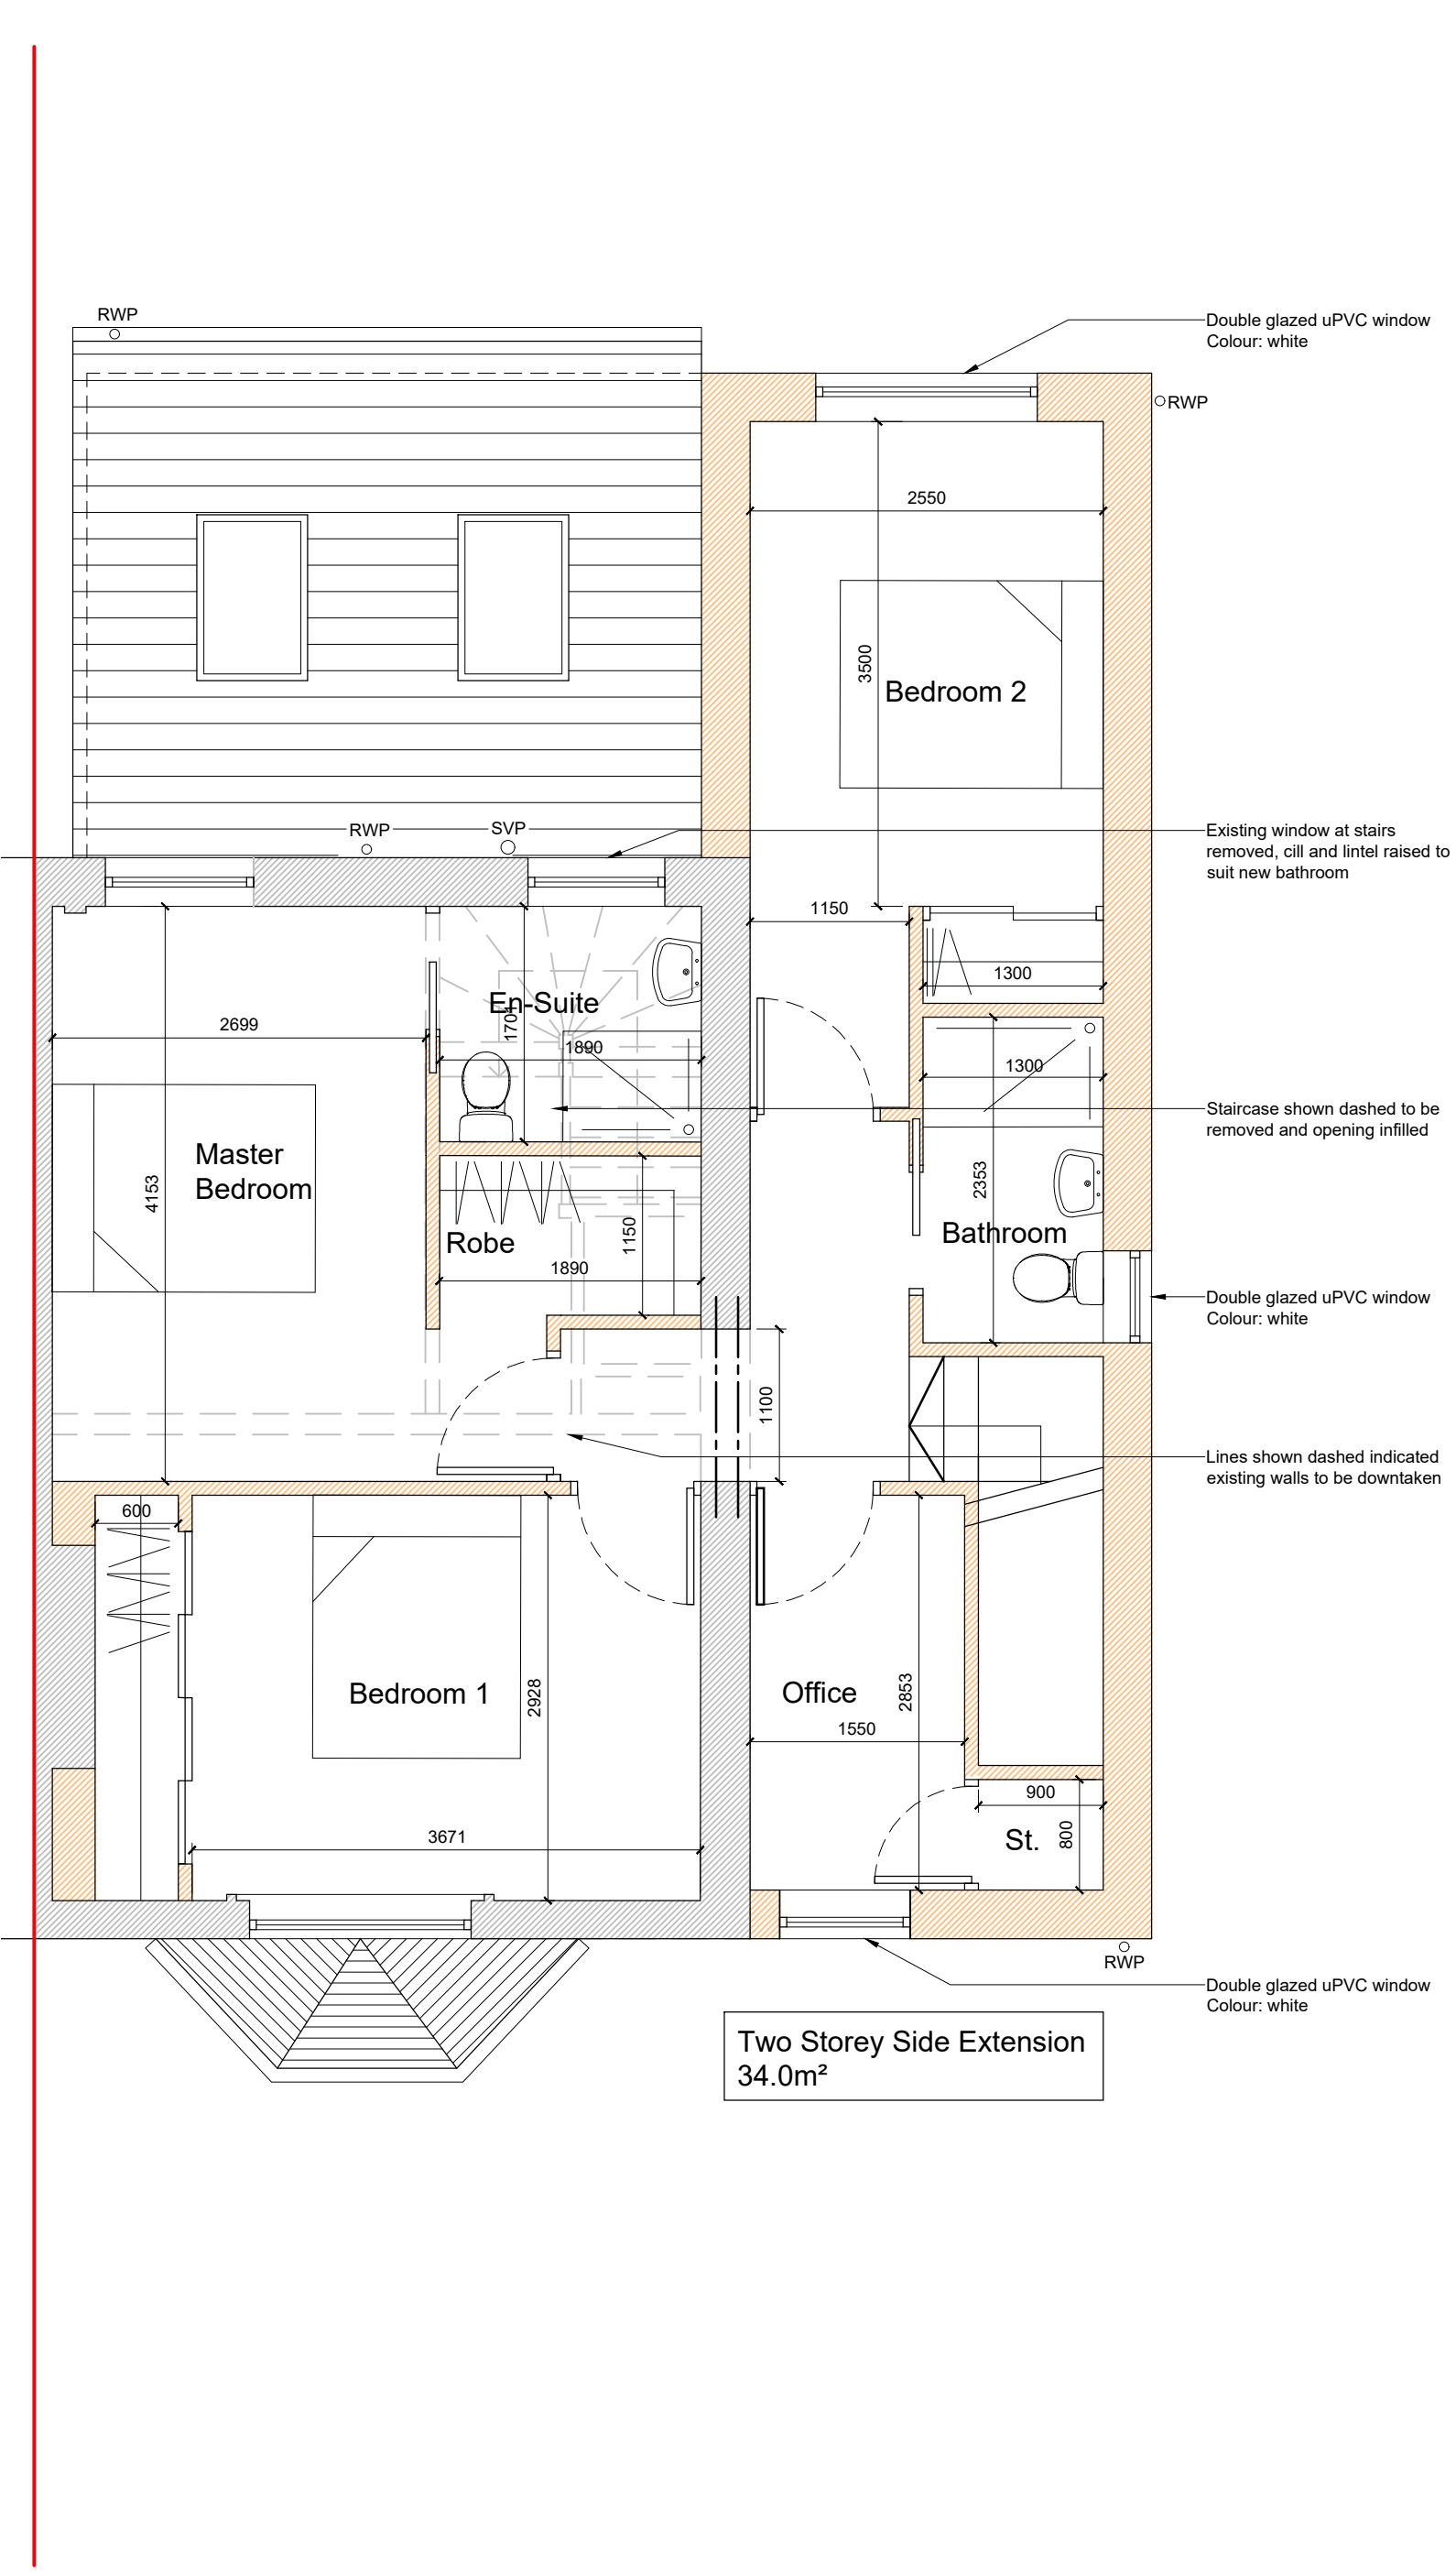 RWP
Double glazed uPVC window
Colour: white
RWP
2550
3500
Bedroom 2
RWP
SVP
Existing window at stairs
removed, cill and lintel raised to
suit new bathroom
1150
1300
En-Suite
2699
1890
1300
Staircase shown dashed to be
removed and opening infilled
Master
Bedroom
4153
2353
Bathroom
Robe
1150
1890
Double glazed uPVC window
Colour: white
1100
Lines shown dashed indicated
existing walls to be downtaken
600
Bedroom 1
2928
Office
2853
1550
900
St.
800
3671
RWP
Double glazed uPVC window
Colour: white
Two Storey Side Extension
34.0m²